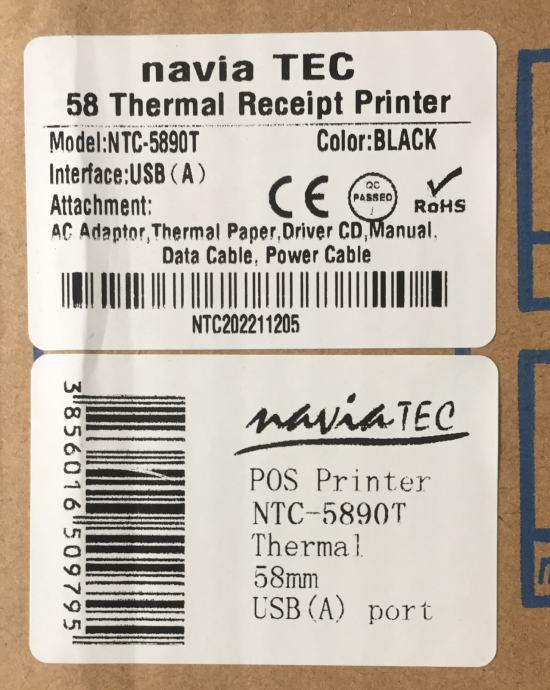 navia TEC
58 Thermal Receipt Printer
Model:NTC-5890T Color:BLACK
Interface:USB(A)
Attachment:
CE QC PASSED RoHS
AC Adaptor,Thermal Paper,Driver CD,Manual,
Data Cable, Power Cable
NTC202211205
3856016509795
naviaTEC
POS Printer
NTC-5890T
Thermal
58mm
USB(A) port